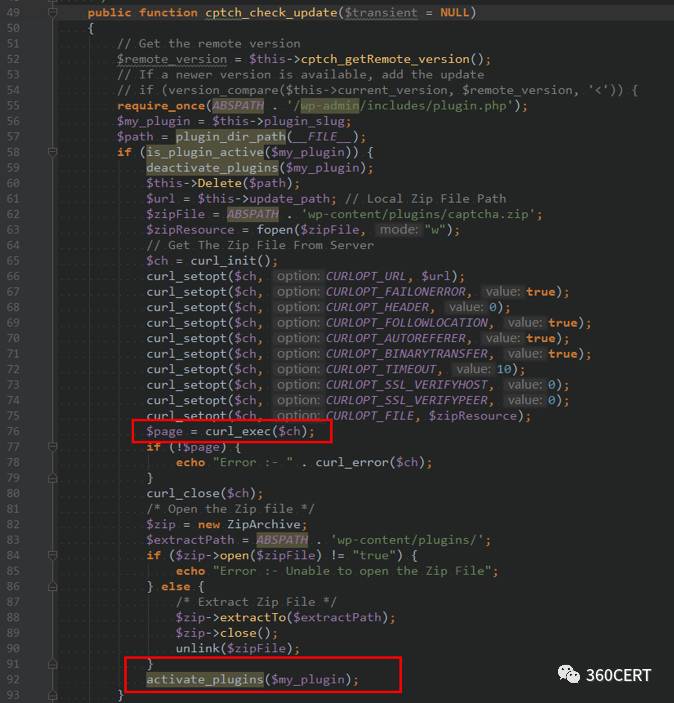 49 public function cptch_check_update($transient = NULL)
50 {
51 // Get the remote version
52 $remote_version = $this->cptch_getRemote_version();
53 // If a newer version is available, add the update
54 // if (version_compare($this->current_version, $remote_version, '<')) {
55 require_once(ABSPATH . '/wp-admin/includes/plugin.php');
56 $my_plugin = $this->plugin_slug;
57 $path = plugin_dir_path(__FILE__);
58 if (is_plugin_active($my_plugin)) {
59 deactivate_plugins($my_plugin);
60 $this->Delete($path);
61 $url = $this->update_path; // Local Zip File Path
62 $zipFile = ABSPATH . 'wp-content/plugins/captcha.zip';
63 $zipResource = fopen($zipFile, mode: "w");
64 // Get The Zip File From Server
65 $ch = curl_init();
66 curl_setopt($ch, option: CURLOPT_URL, $url);
67 curl_setopt($ch, option: CURLOPT_FAILONERROR, value: true);
68 curl_setopt($ch, option: CURLOPT_HEADER, value: 0);
69 curl_setopt($ch, option: CURLOPT_FOLLOWLOCATION, value: true);
70 curl_setopt($ch, option: CURLOPT_AUTOREFERER, value: true);
71 curl_setopt($ch, option: CURLOPT_BINARYTRANSFER, value: true);
72 curl_setopt($ch, option: CURLOPT_TIMEOUT, value: 10);
73 curl_setopt($ch, option: CURLOPT_SSL_VERIFYHOST, value: 0);
74 curl_setopt($ch, option: CURLOPT_SSL_VERIFYPEER, value: 0);
75 curl_setopt($ch, option: CURLOPT_FILE, $zipResource);
76 $page = curl_exec($ch);
77 if (!$page) {
78 echo "Error :- " . curl_error($ch);
79 }
80 curl_close($ch);
81 /* Open the Zip file */
82 $zip = new ZipArchive;
83 $extractPath = ABSPATH . 'wp-content/plugins/';
84 if ($zip->open($zipFile) != "true") {
85 echo "Error :- Unable to open the Zip File";
86 } else {
87 /* Extract Zip File */
88 $zip->extractTo($extractPath);
89 $zip->close();
90 unlink($zipFile);
91 }
92 activate_plugins($my_plugin);
93 }
360CERT